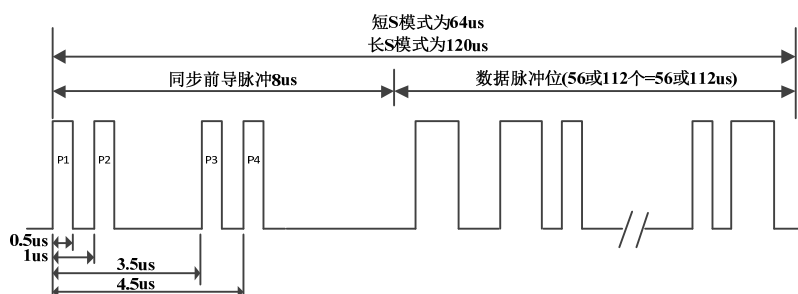 短S模式为64us
长S模式为120us
同步前导脉冲8us
数据脉冲位(56或112个=56或112us)
P1
P2
P3
P4
0.5us
1us
3.5us
4.5us